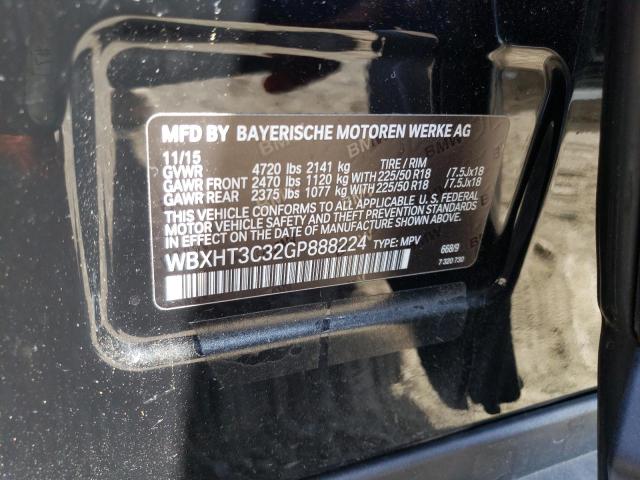 MFD BY BAYERISCHE MOTOREN WERKE AG
11/15
GVWR 4720 lbs 2141 kg TIRE / RIM
GAWR FRONT 2470 lbs 1120 kg WITH 225/50 R18 /7.5Jx18
GAWR REAR 2375 lbs 1077 kg WITH 225/50 R18 /7.5Jx18
THIS VEHICLE CONFORMS TO ALL APPLICABLE U. S. FEDERAL
MOTOR VEHICLE SAFETY AND THEFT PREVENTION STANDARDS
IN EFFECT ON THE DATE OF MANUFACTURE SHOWN ABOVE.
WBXHT3C32GP888224 TYPE: MPV 668/9
7 320 730